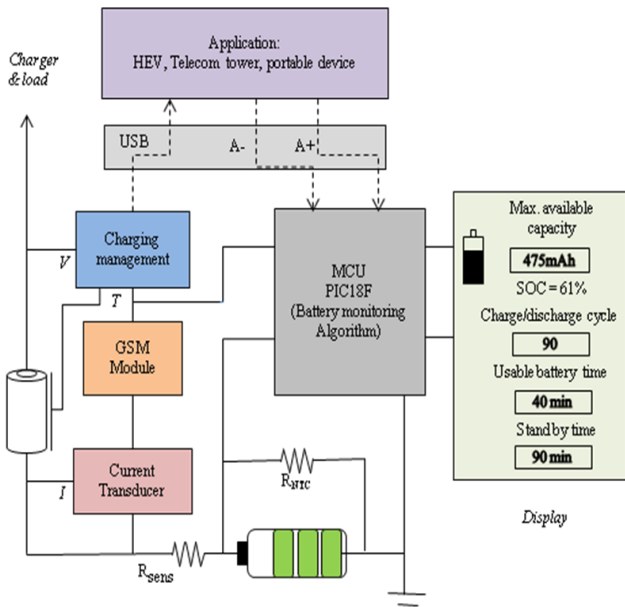 Application:
HEV, Telecom tower, portable device
Charger
& load
USB
A-
A+
Charging
management
V
T
GSM
Module
Current
Transducer
I
MCU
PIC18F
(Battery monitoring
Algorithm)
R_NTC
R_sens
Max. available
capacity
475mAh
SOC = 61%
Charge/discharge cycle
90
Usable battery time
40 min
Stand by time
90 min
Display